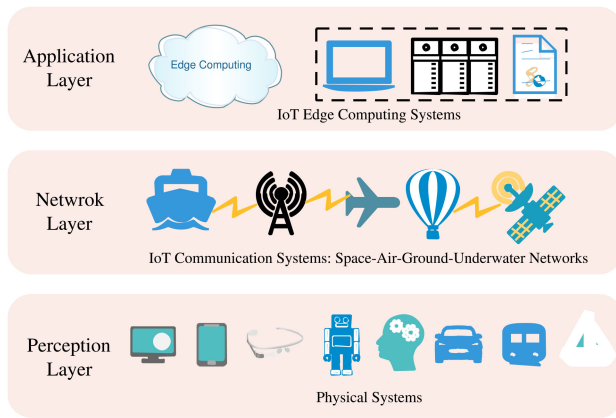 Application
Layer
Edge Computing
IoT Edge Computing Systems
Netwrok
Layer
IoT Communication Systems: Space-Air-Ground-Underwater Networks
Perception
Layer
Physical Systems